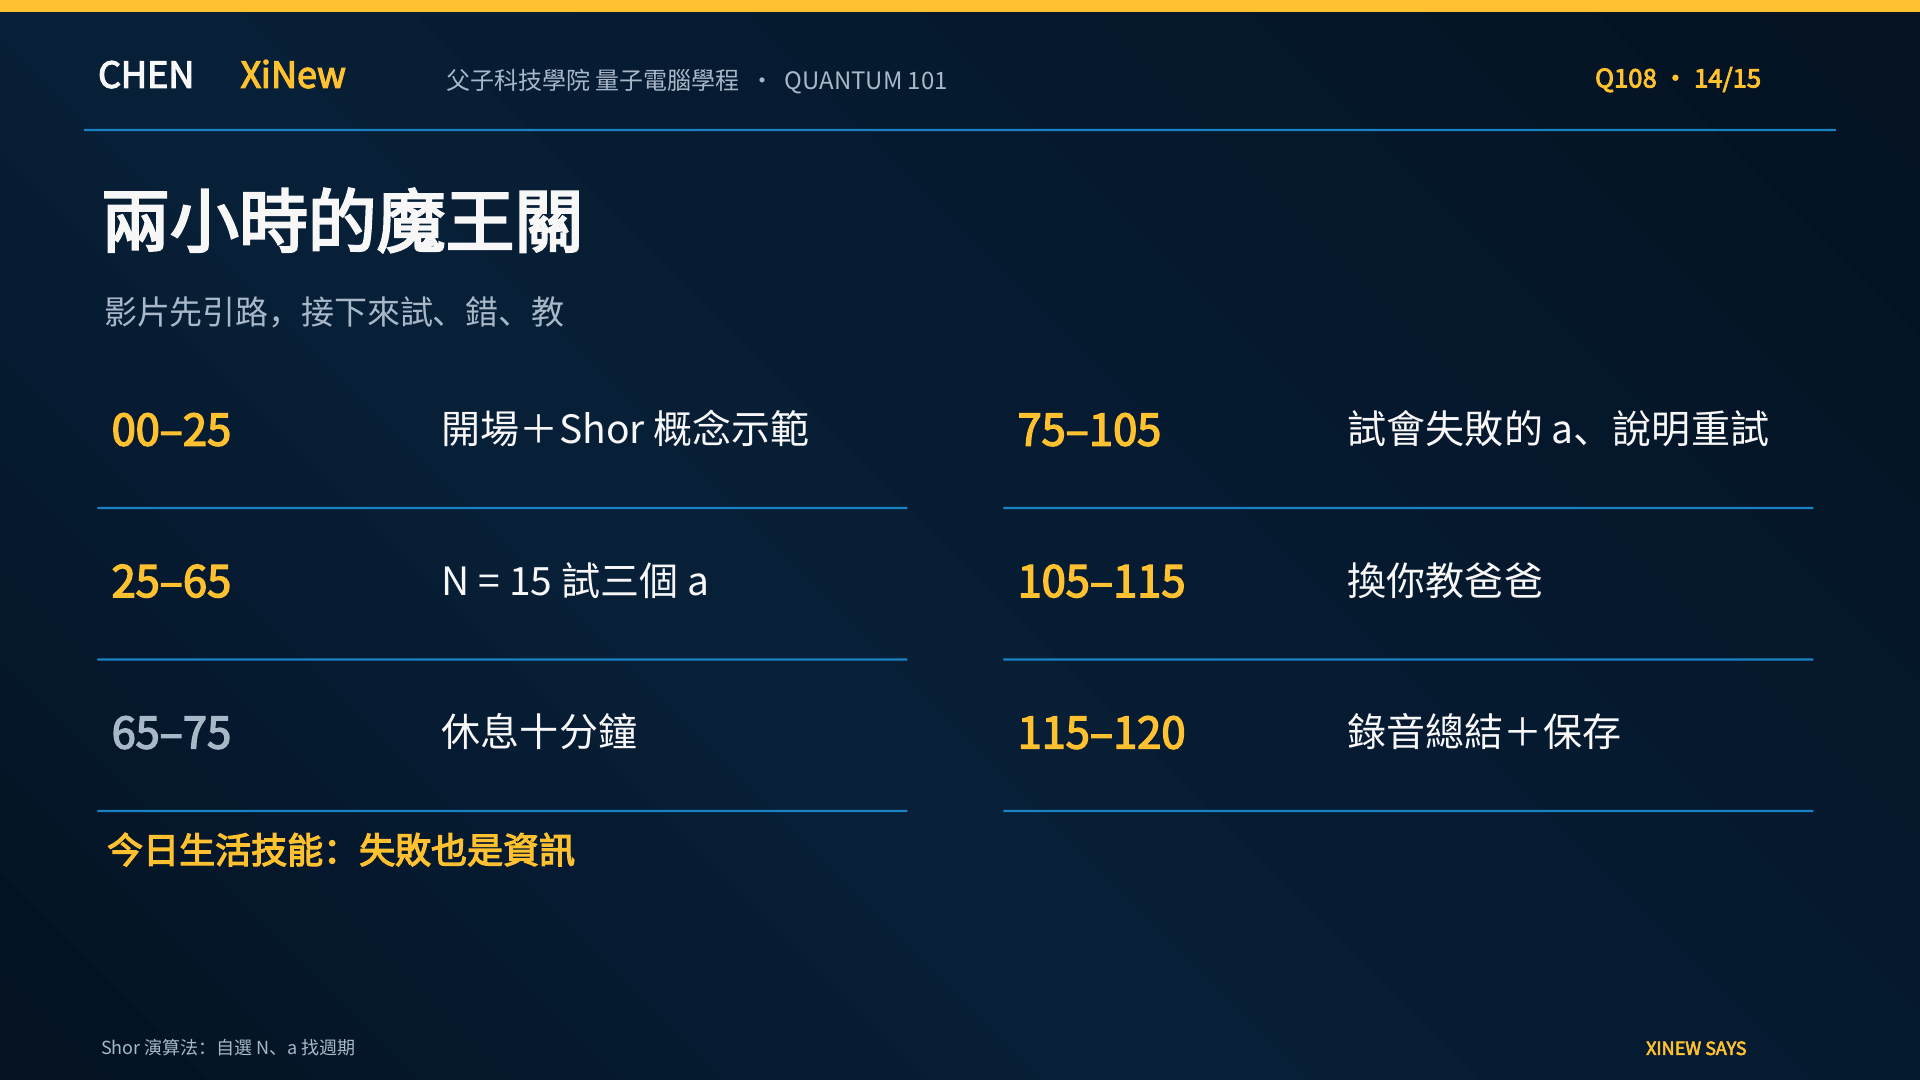 CHEN XiNew 父子科技學院 量子電腦學程 · QUANTUM 101
Q108 · 14/15
兩小時的魔王關
影片先引路，接下來試、錯、教
00–25 開場＋Shor 概念示範
25–65 N = 15 試三個 a
65–75 休息十分鐘
75–105 試會失敗的 a、說明重試
105–115 換你教爸爸
115–120 錄音總結＋保存
今日生活技能：失敗也是資訊
Shor 演算法：自選 N、a 找週期
XINEW SAYS